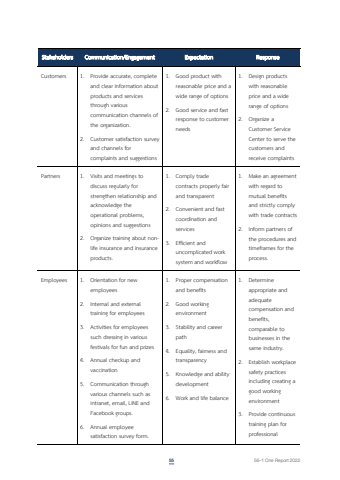 Stakeholders Communication/Engagement Expectation Response
Customers
1. Provide accurate, complete
and clear information about
products and services
through various
communication channels of
the organization.
2. Customer satisfaction survey
and channels for
complaints and suggestions
1. Good product with
reasonable price and a
wide range of options
2. Good service and fast
response to customer
needs
1. Design products
with reasonable
price and a wide
range of options
2. Organize a
Customer Service
Center to serve the
customers and
receive complaints
Partners
1. Visits and meetings to
discuss regularly for
strengthen relationship and
acknowledge the
operational problems,
opinions and suggestions
2. Organize training about non-
life insurance and insurance
products.
1. Comply trade
contracts properly fair
and transparent
2. Convenient and fast
coordination and
services
3. Efficient and
uncomplicated work
system and workflow
1. Make an agreement
with regard to
mutual benefits
and strictly comply
with trade contracts
2. Inform partners of
the procedures and
timeframes for the
process.
Employees
1. Orientation for new
employees
2. Internal and external
training for employees
3. Activities for employees
such dressing in various
festivals for fun and prizes
4. Annual checkup and
vaccination
5. Communication through
various channels such as
intranet, email, LINE and
Facebook groups.
6. Annual employee
satisfaction survey form.
1. Proper compensation
and benefits
2. Good working
environment
3. Stability and career
path
4. Equality, fairness and
transparency
5. Knowledge and ability
development
6. Work and life balance
1. Determine
appropriate and
adequate
compensation and
benefits,
comparable to
businesses in the
same industry.
2. Establish workplace
safety practices
including creating a
good working
environment
3. Provide continuous
training plan for
professional
56-1 One-Report 2022